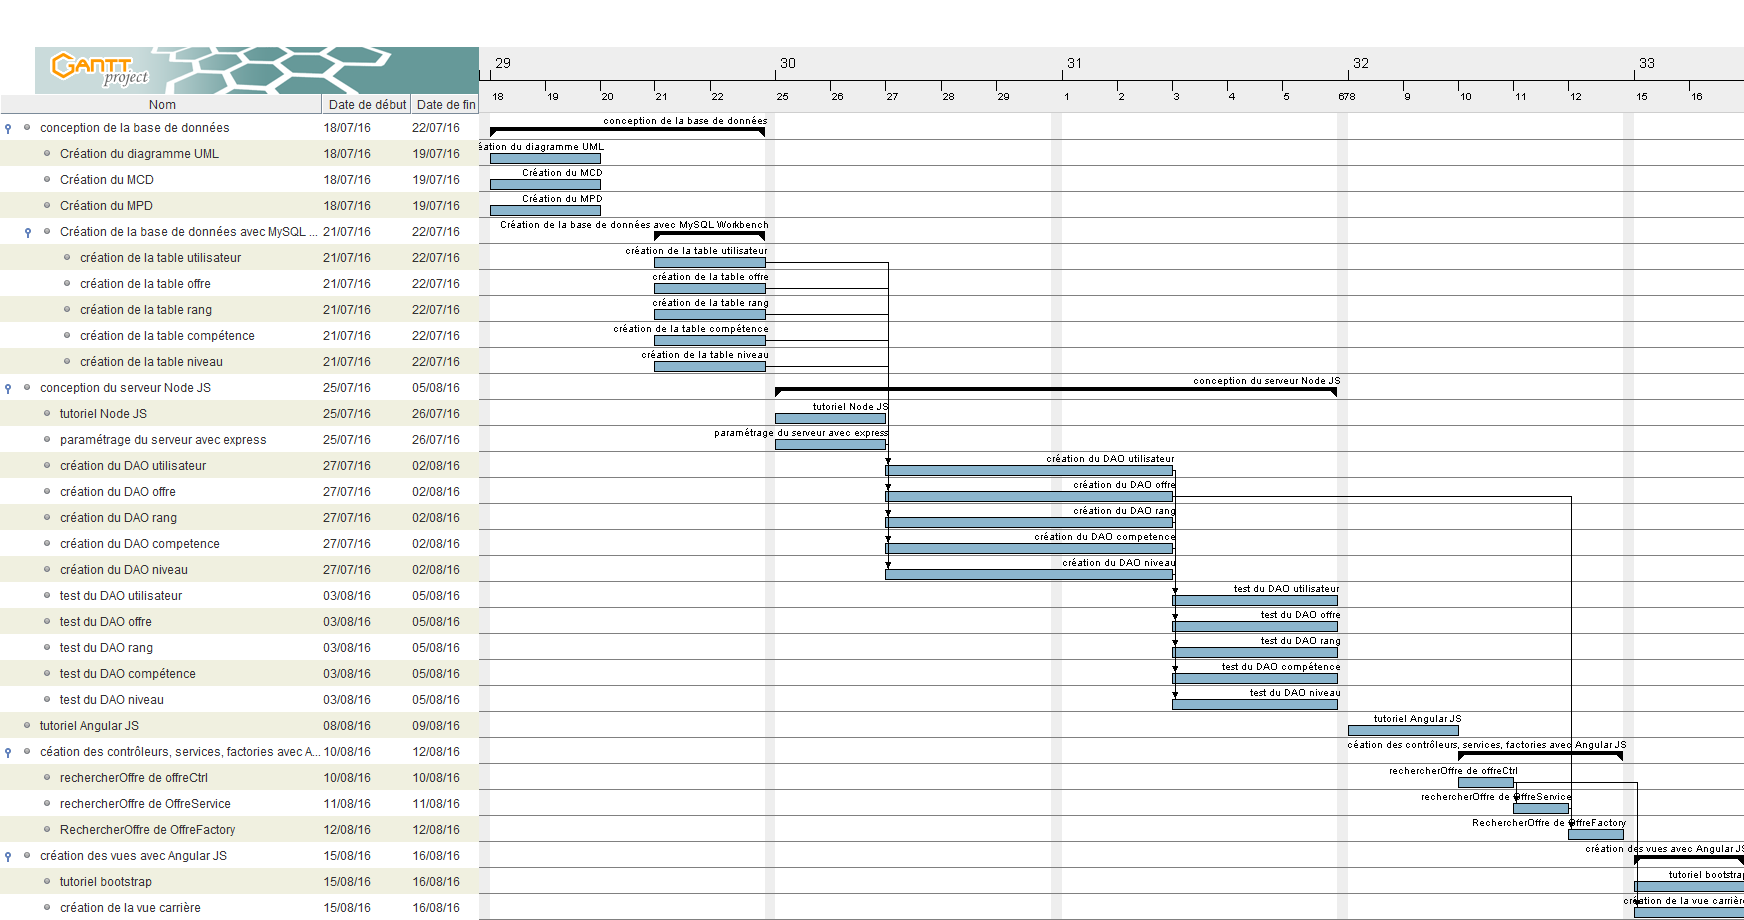 GANTT
project
29 30 31 32 33
18 19 20 21 22 25 26 27 28 29 1 2 3 4 5 678 9 10 11 12 15 16
Nom Date de début Date de fin
conception de la base de données 18/07/16 22/07/16 conception de la base de données
Création du diagramme UML 18/07/16 19/07/16 éation du diagramme UML
Création du MCD 18/07/16 19/07/16 Création du MCD
Création du MPD 18/07/16 19/07/16 Création du MPD
Création de la base de données avec MySQL ... 21/07/16 22/07/16 Création de la base de données avec MySQL Workbench
création de la table utilisateur 21/07/16 22/07/16 création de la table utilisateur
création de la table offre 21/07/16 22/07/16 création de la table offre
création de la table rang 21/07/16 22/07/16 création de la table rang
création de la table compétence 21/07/16 22/07/16 création de la table compétence
création de la table niveau 21/07/16 22/07/16 création de la table niveau
conception du serveur Node JS 25/07/16 05/08/16 conception du serveur Node JS
tutoriel Node JS 25/07/16 26/07/16 tutoriel Node JS
paramétrage du serveur avec express 25/07/16 26/07/16 paramétrage du serveur avec express
création du DAO utilisateur 27/07/16 02/08/16 création du DAO utilisateur
création du DAO offre 27/07/16 02/08/16 création du DAO offre
création du DAO rang 27/07/16 02/08/16 création du DAO rang
création du DAO competence 27/07/16 02/08/16 création du DAO competence
création du DAO niveau 27/07/16 02/08/16 création du DAO niveau
test du DAO utilisateur 03/08/16 05/08/16 test du DAO utilisateur
test du DAO offre 03/08/16 05/08/16 test du DAO offre
test du DAO rang 03/08/16 05/08/16 test du DAO rang
test du DAO compétence 03/08/16 05/08/16 test du DAO compétence
test du DAO niveau 03/08/16 05/08/16 test du DAO niveau
tutoriel Angular JS 08/08/16 09/08/16 tutoriel Angular JS
céation des contrôleurs, services, factories avec A... 10/08/16 12/08/16 céation des contrôleurs, services, factories avec Angular JS
rechercherOffre de offreCtrl 10/08/16 10/08/16 rechercherOffre de offreCtrl
rechercherOffre de OffreService 11/08/16 11/08/16 rechercherOffre de OffreService
RechercherOffre de OffreFactory 12/08/16 12/08/16 RechercherOffre de OffreFactory
création des vues avec Angular JS 15/08/16 16/08/16 création des vues avec Angular JS
tutoriel bootstrap 15/08/16 16/08/16 tutoriel bootstrap
création de la vue carrière 15/08/16 16/08/16 création de la vue carrière